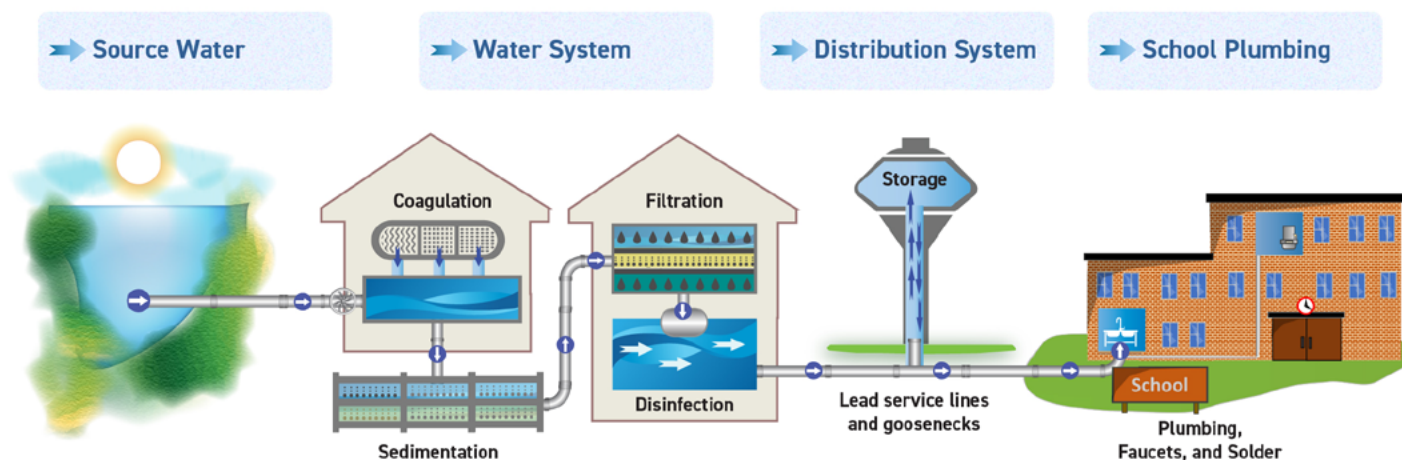 Source Water
Water System
Distribution System
School Plumbing
Coagulation
Sedimentation
Filtration
Disinfection
Storage
Lead service lines
and goosenecks
School
Plumbing,
Faucets, and Solder